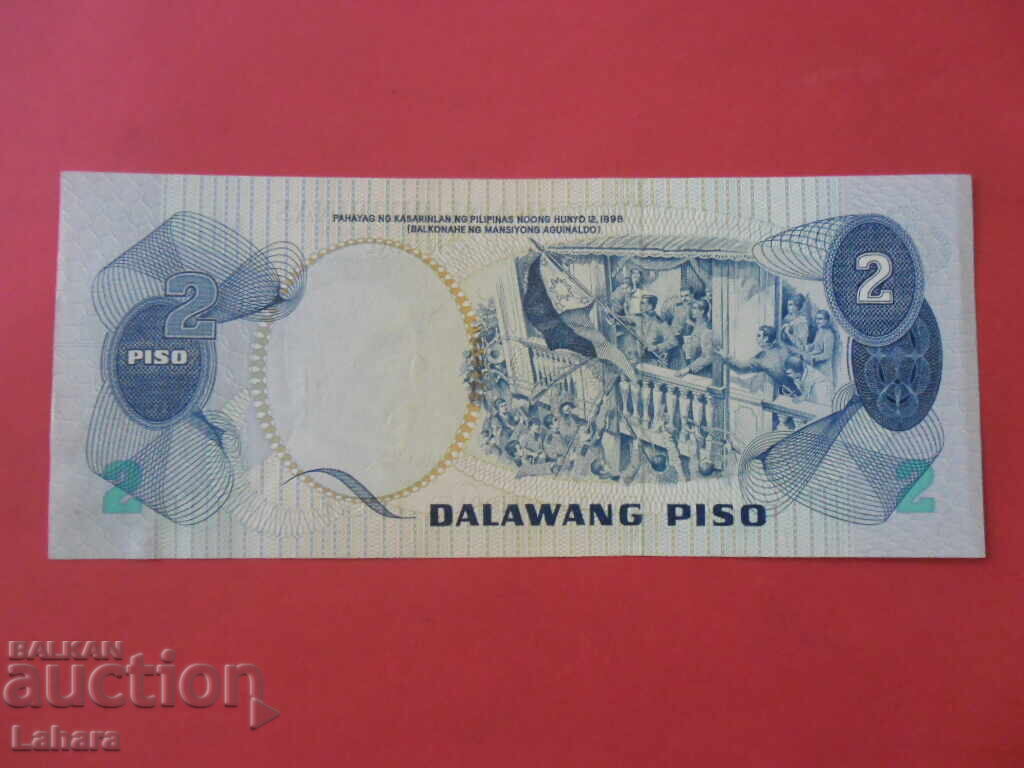 PAHAYAG NG KASARINLAN NG PILIPINAS NOONG HUNYO 12, 1898
(BALKONAHE NG MANSIYONG AGUINALDO)
2
2
PISO
2
2
DALAWANG PISO
BALKAN
auction
Lahara